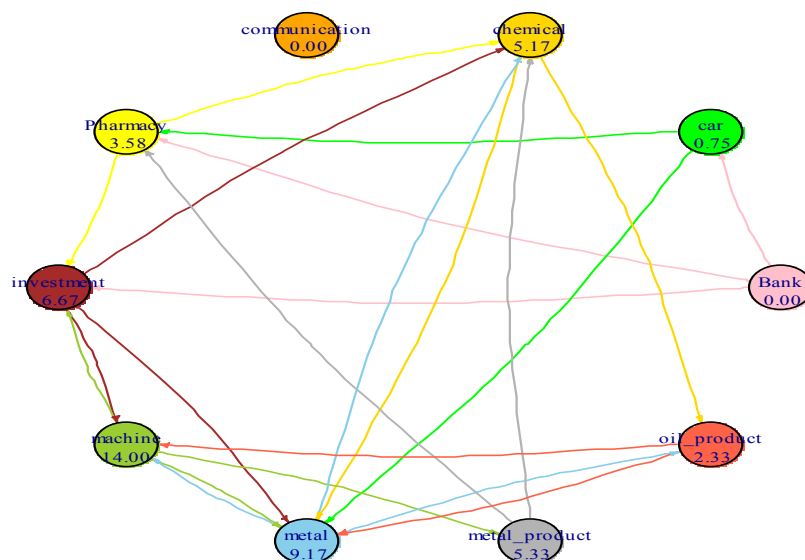 communication
0.00
chemical
5.17
Pharmacy
3.58
car
0.75
investment
6.67
Bank
0.00
machine
14.00
oil_product
2.33
metal
9.17
metal_product
5.33